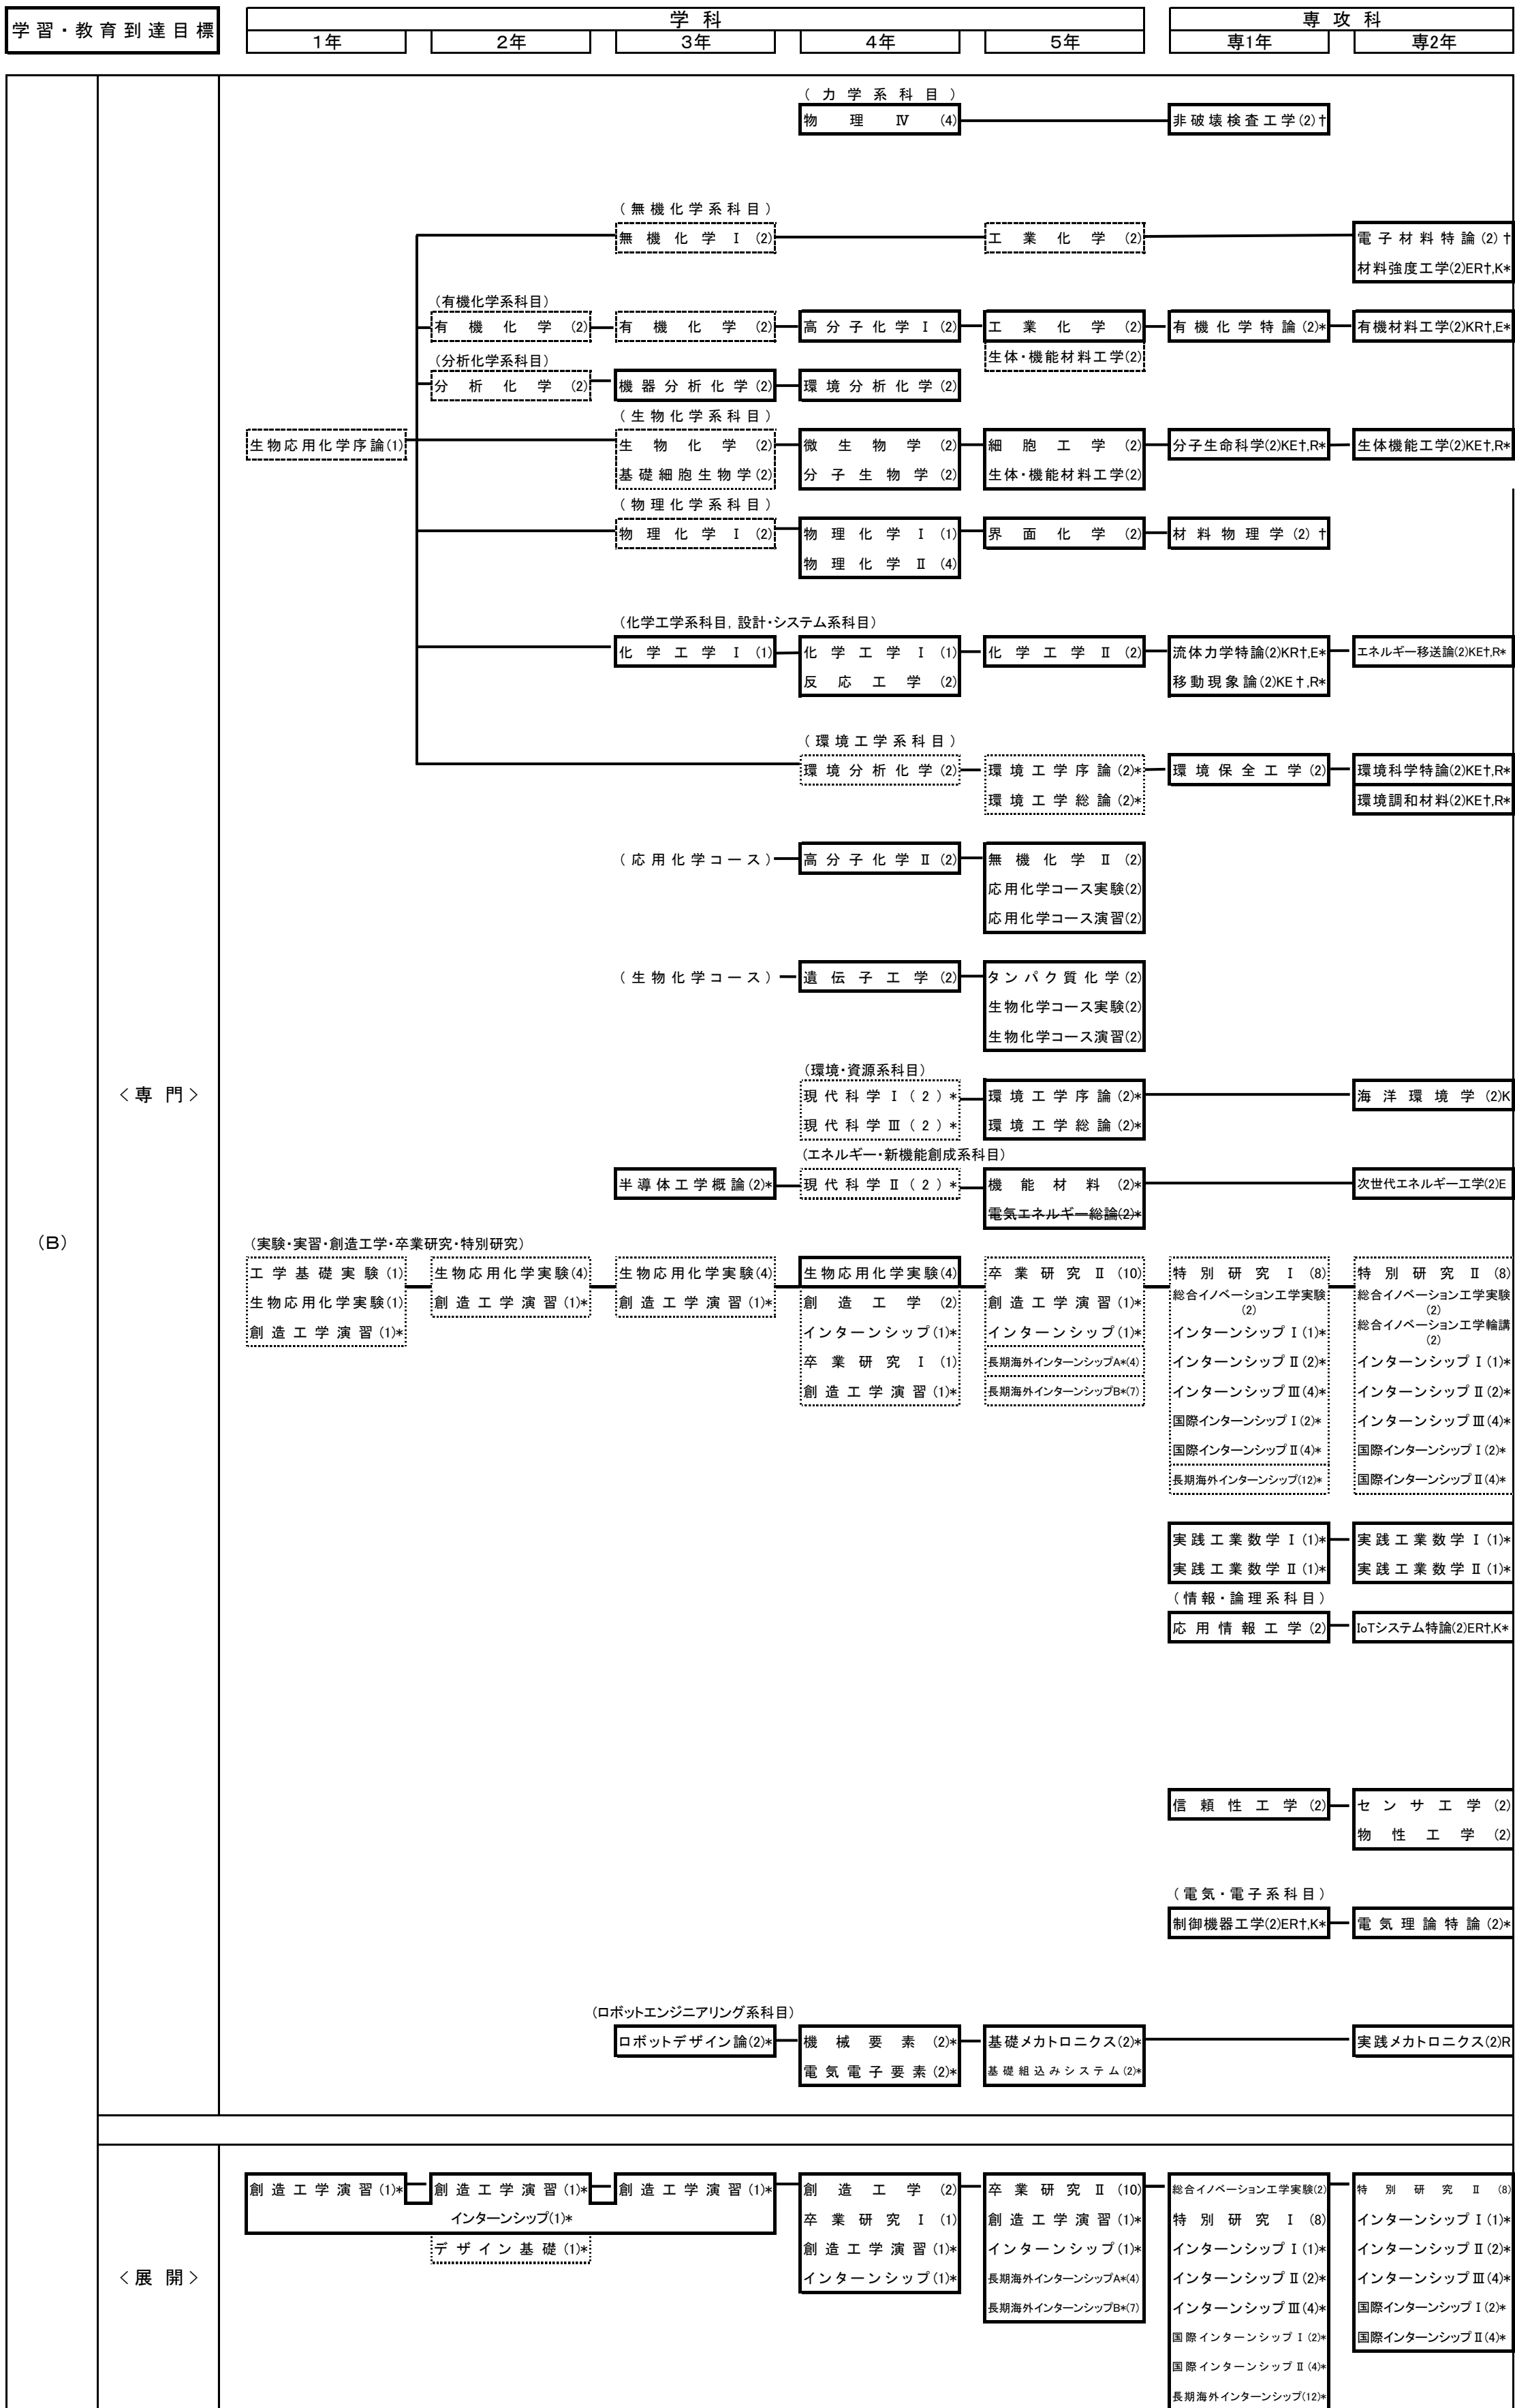 学習・教育到達目標
学科
専攻科
1年 2年 3年 4年 5年 専1年 専2年
(力学系科目)
物理Ⅳ(4) 非破壊検査工学(2)†
(無機化学系科目)
無機化学Ⅰ(2) 工業化学(2) 電子材料特論(2)†
材料強度工学(2)ER†,K*
(有機化学系科目)
有機化学(2) 有機化学(2) 高分子化学Ⅰ(2) 工業化学(2) 有機化学特論(2)* 有機材料工学(2)KR†,E*
(分析化学系科目) 生体・機能材料工学(2)
分析化学(2) 機器分析化学(2) 環境分析化学(2)
(生物化学系科目)
生物応用化学序論(1) 生物化学(2) 微生物学(2) 細胞工学(2) 分子生命科学(2)KE†,R* 生体機能工学(2)KE†,R*
基礎細胞生物学(2) 分子生物学(2) 生体・機能材料工学(2)
(物理化学系科目)
物理化学Ⅰ(2) 物理化学Ⅰ(1) 界面化学(2) 材料物理学(2)†
物理化学Ⅱ(4)
(化学工学系科目,設計・システム系科目)
化学工学Ⅰ(1) 化学工学Ⅰ(1) 化学工学Ⅱ(2) 流体力学特論(2)KR†,E* エネルギー移送論(2)KE†,R*
反応工学(2) 移動現象論(2)KE†,R*
(環境工学系科目)
環境分析化学(2) 環境工学序論(2)* 環境保全工学(2) 環境科学特論(2)KE†,R*
環境工学総論(2)* 環境調和材料(2)KE†,R*
(応用化学コース) 高分子化学Ⅱ(2) 無機化学Ⅱ(2)
応用化学コース実験(2)
応用化学コース演習(2)
(生物化学コース) 遺伝子工学(2) タンパク質化学(2)
生物化学コース実験(2)
生物化学コース演習(2)
(環境・資源系科目)
<専門> 現代科学Ⅰ(2)* 環境工学序論(2)* 海洋環境学(2)K
現代科学Ⅲ(2)* 環境工学総論(2)*
(エネルギー・新機能創成系科目)
半導体工学概論(2)* 現代科学Ⅱ(2)* 機能材料(2)* 次世代エネルギー工学(2)E
電気エネルギー総論(2)*
(B) (実験・実習・創造工学・卒業研究・特別研究)
工学基礎実験(1) 生物応用化学実験(4) 生物応用化学実験(4) 生物応用化学実験(4) 卒業研究Ⅱ(10) 特別研究Ⅰ(8) 特別研究Ⅱ(8)
生物応用化学実験(1) 創造工学演習(1)* 創造工学演習(1)* 創造工学(2) 創造工学演習(1)* 総合イノベーション工学実験(2) 総合イノベーション工学実験(2)
創造工学演習(1)* インターンシップ(1)* インターンシップ(1)* インターンシップⅠ(1)* 総合イノベーション工学輪講(2)
卒業研究Ⅰ(1) 長期海外インターンシップA*(4) インターンシップⅡ(2)* インターンシップⅠ(1)*
創造工学演習(1)* 長期海外インターンシップB*(7) インターンシップⅢ(4)* インターンシップⅡ(2)*
国際インターンシップⅠ(2)* インターンシップⅢ(4)*
国際インターンシップⅡ(4)* 国際インターンシップⅠ(2)*
長期海外インターンシップ(12)* 国際インターンシップⅡ(4)*
実践工業数学Ⅰ(1)* 実践工業数学Ⅰ(1)*
実践工業数学Ⅱ(1)* 実践工業数学Ⅱ(1)*
(情報・論理系科目)
応用情報工学(2) IoTシステム特論(2)ER†,K*
信頼性工学(2) センサ工学(2)
物性工学(2)
(電気・電子系科目)
制御機器工学(2)ER†,K* 電気理論特論(2)*
(ロボットエンジニアリング系科目)
ロボットデザイン論(2)* 機械要素(2)* 基礎メカトロニクス(2)* 実践メカトロニクス(2)R
電気電子要素(2)* 基礎組込みシステム(2)*
創造工学演習(1)* 創造工学演習(1)* 創造工学演習(1)* 創造工学(2) 卒業研究Ⅱ(10) 総合イノベーション工学実験(2) 特別研究Ⅱ(8)
インターンシップ(1)* 卒業研究Ⅰ(1) 創造工学演習(1)* 特別研究Ⅰ(8) インターンシップⅠ(1)*
デザイン基礎(1)* 創造工学演習(1)* インターンシップ(1)* インターンシップⅠ(1)* インターンシップⅡ(2)*
<展開> インターンシップ(1)* 長期海外インターンシップA*(4) インターンシップⅡ(2)* インターンシップⅢ(4)*
長期海外インターンシップB*(7) インターンシップⅢ(4)* 国際インターンシップⅠ(2)*
国際インターンシップⅠ(2)* 国際インターンシップⅡ(4)*
国際インターンシップⅡ(4)*
長期海外インターンシップ(12)*